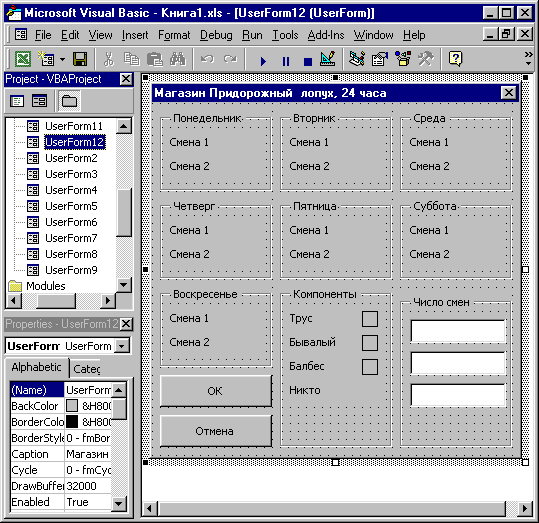 Microsoft Visual Basic - Книга1.xls - [UserForm12 (UserForm)]
File Edit View Insert Format Debug Run Tools Add-Ins Window Help
Project - VBAProject
UserForm11
UserForm12
UserForm2
UserForm3
UserForm4
UserForm5
UserForm6
UserForm7
UserForm8
UserForm9
Modules
Properties - UserForm12
UserForm UserForm
Alphabetic Categ
(Name) UserForm
BackColor &H800
BorderColor &H800
BorderStyle 0 - fmBor
Caption Магазин
Cycle 0 - fmCyc
DrawBuffer 32000
Enabled True
Магазин Придорожный лопух, 24 часа
Понедельник Вторник Среда
Смена 1 Смена 1 Смена 1
Смена 2 Смена 2 Смена 2
Четверг Пятница Суббота
Смена 1 Смена 1 Смена 1
Смена 2 Смена 2 Смена 2
Воскресенье Компоненты Число смен
Смена 1 Трус
Смена 2 Бывалый
Балбес
OK Никто
Отмена